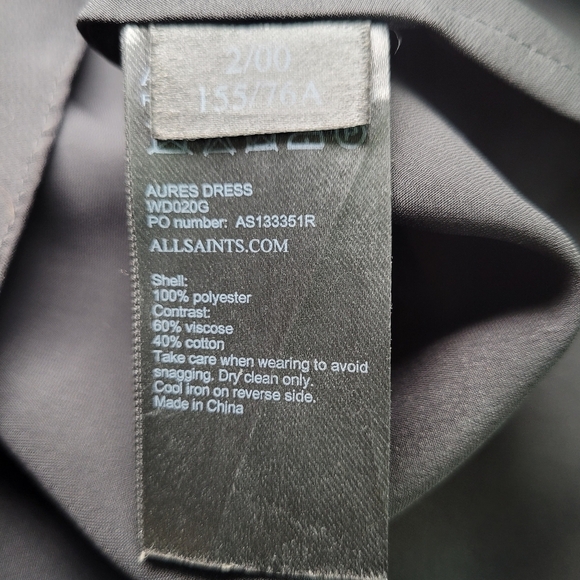 2/00
155/76A
AURES DRESS
WD020G
PO number: AS133351R
ALLSAINTS.COM
Shell:
100% polyester
Contrast:
60% viscose
40% cotton
Take care when wearing to avoid
snagging. Dry clean only.
Cool iron on reverse side.
Made in China